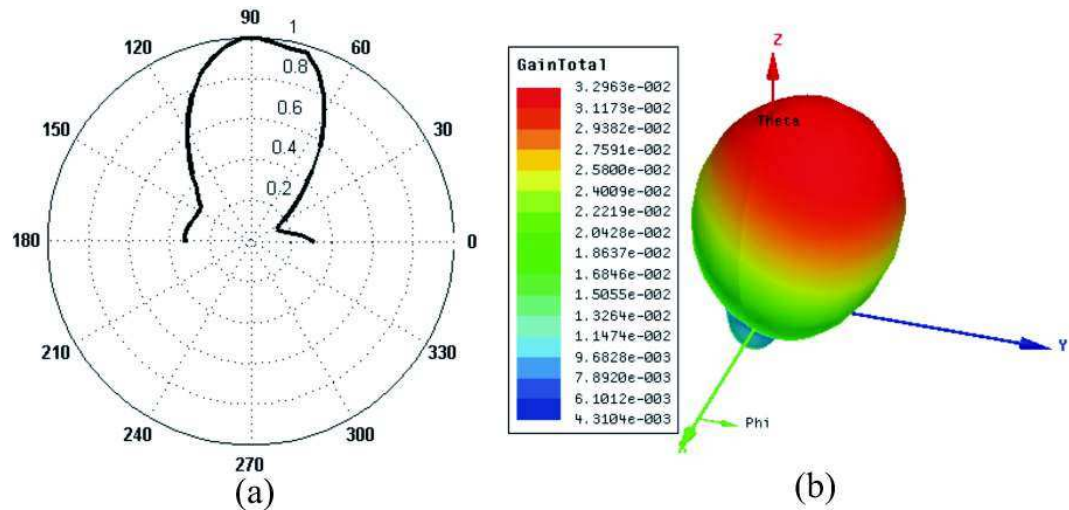 90
1
120
60
0.8
0.6
150
30
0.4
0.2
180
0
210
330
240
300
270
(a)
GainTotal
3.2963e-002
3.1173e-002
2.9382e-002
2.7591e-002
2.5800e-002
2.4009e-002
2.2219e-002
2.0428e-002
1.8637e-002
1.6846e-002
1.5055e-002
1.3264e-002
1.1474e-002
9.6828e-003
7.8920e-003
6.1012e-003
4.3104e-003
Z
Theta
Y
Phi
X
(b)